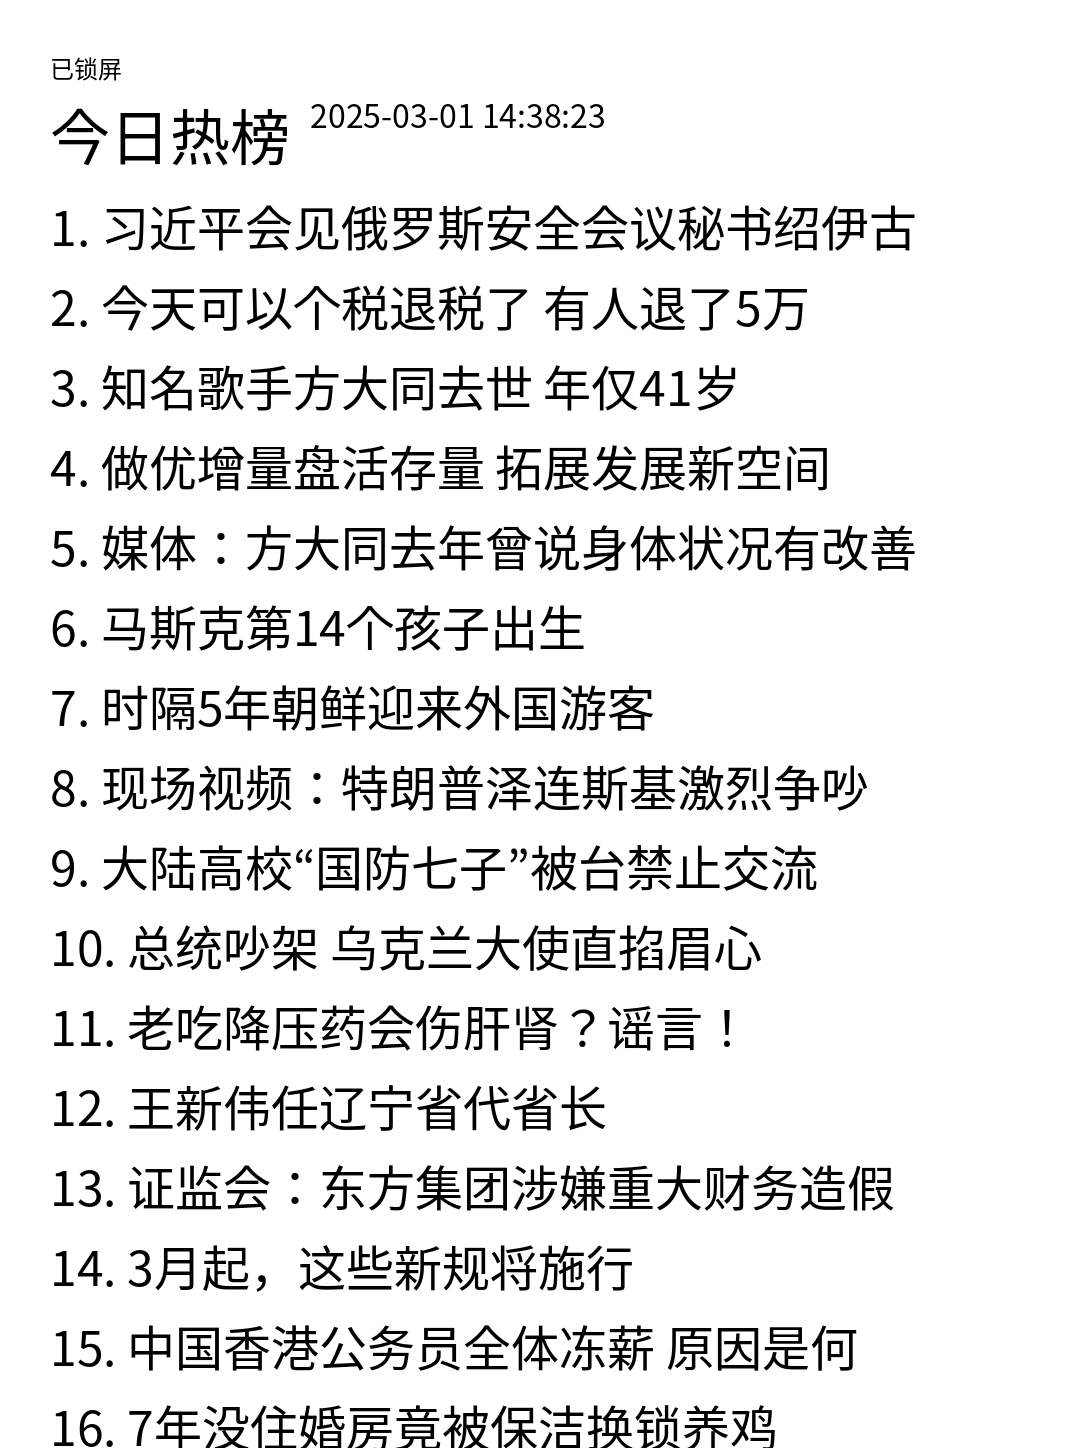 已锁屏
今日热榜 2025-03-01 14:38:23
1. 习近平会见俄罗斯安全会议秘书绍伊古
2. 今天可以个税退税了 有人退了5万
3. 知名歌手方大同去世 年仅41岁
4. 做优增量盘活存量 拓展发展新空间
5. 媒体：方大同去年曾说身体状况有改善
6. 马斯克第14个孩子出生
7. 时隔5年朝鲜迎来外国游客
8. 现场视频：特朗普泽连斯基激烈争吵
9. 大陆高校“国防七子”被台禁止交流
10. 总统吵架 乌克兰大使直掐眉心
11. 老吃降压药会伤肝肾？谣言！
12. 王新伟任辽宁省代省长
13. 证监会：东方集团涉嫌重大财务造假
14. 3月起，这些新规将施行
15. 中国香港公务员全体冻薪 原因是何
16. 7年没住婚房竟被保洁换锁养鸡